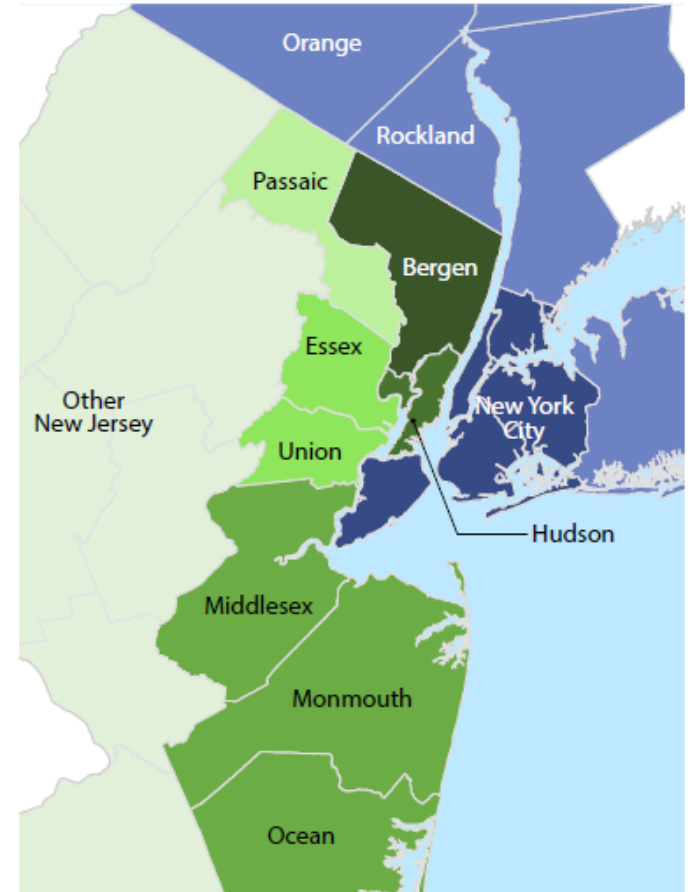 Orange
Rockland
Passaic
Bergen
Essex
Other
New Jersey
New York
City
Union
Hudson
Middlesex
Monmouth
Ocean